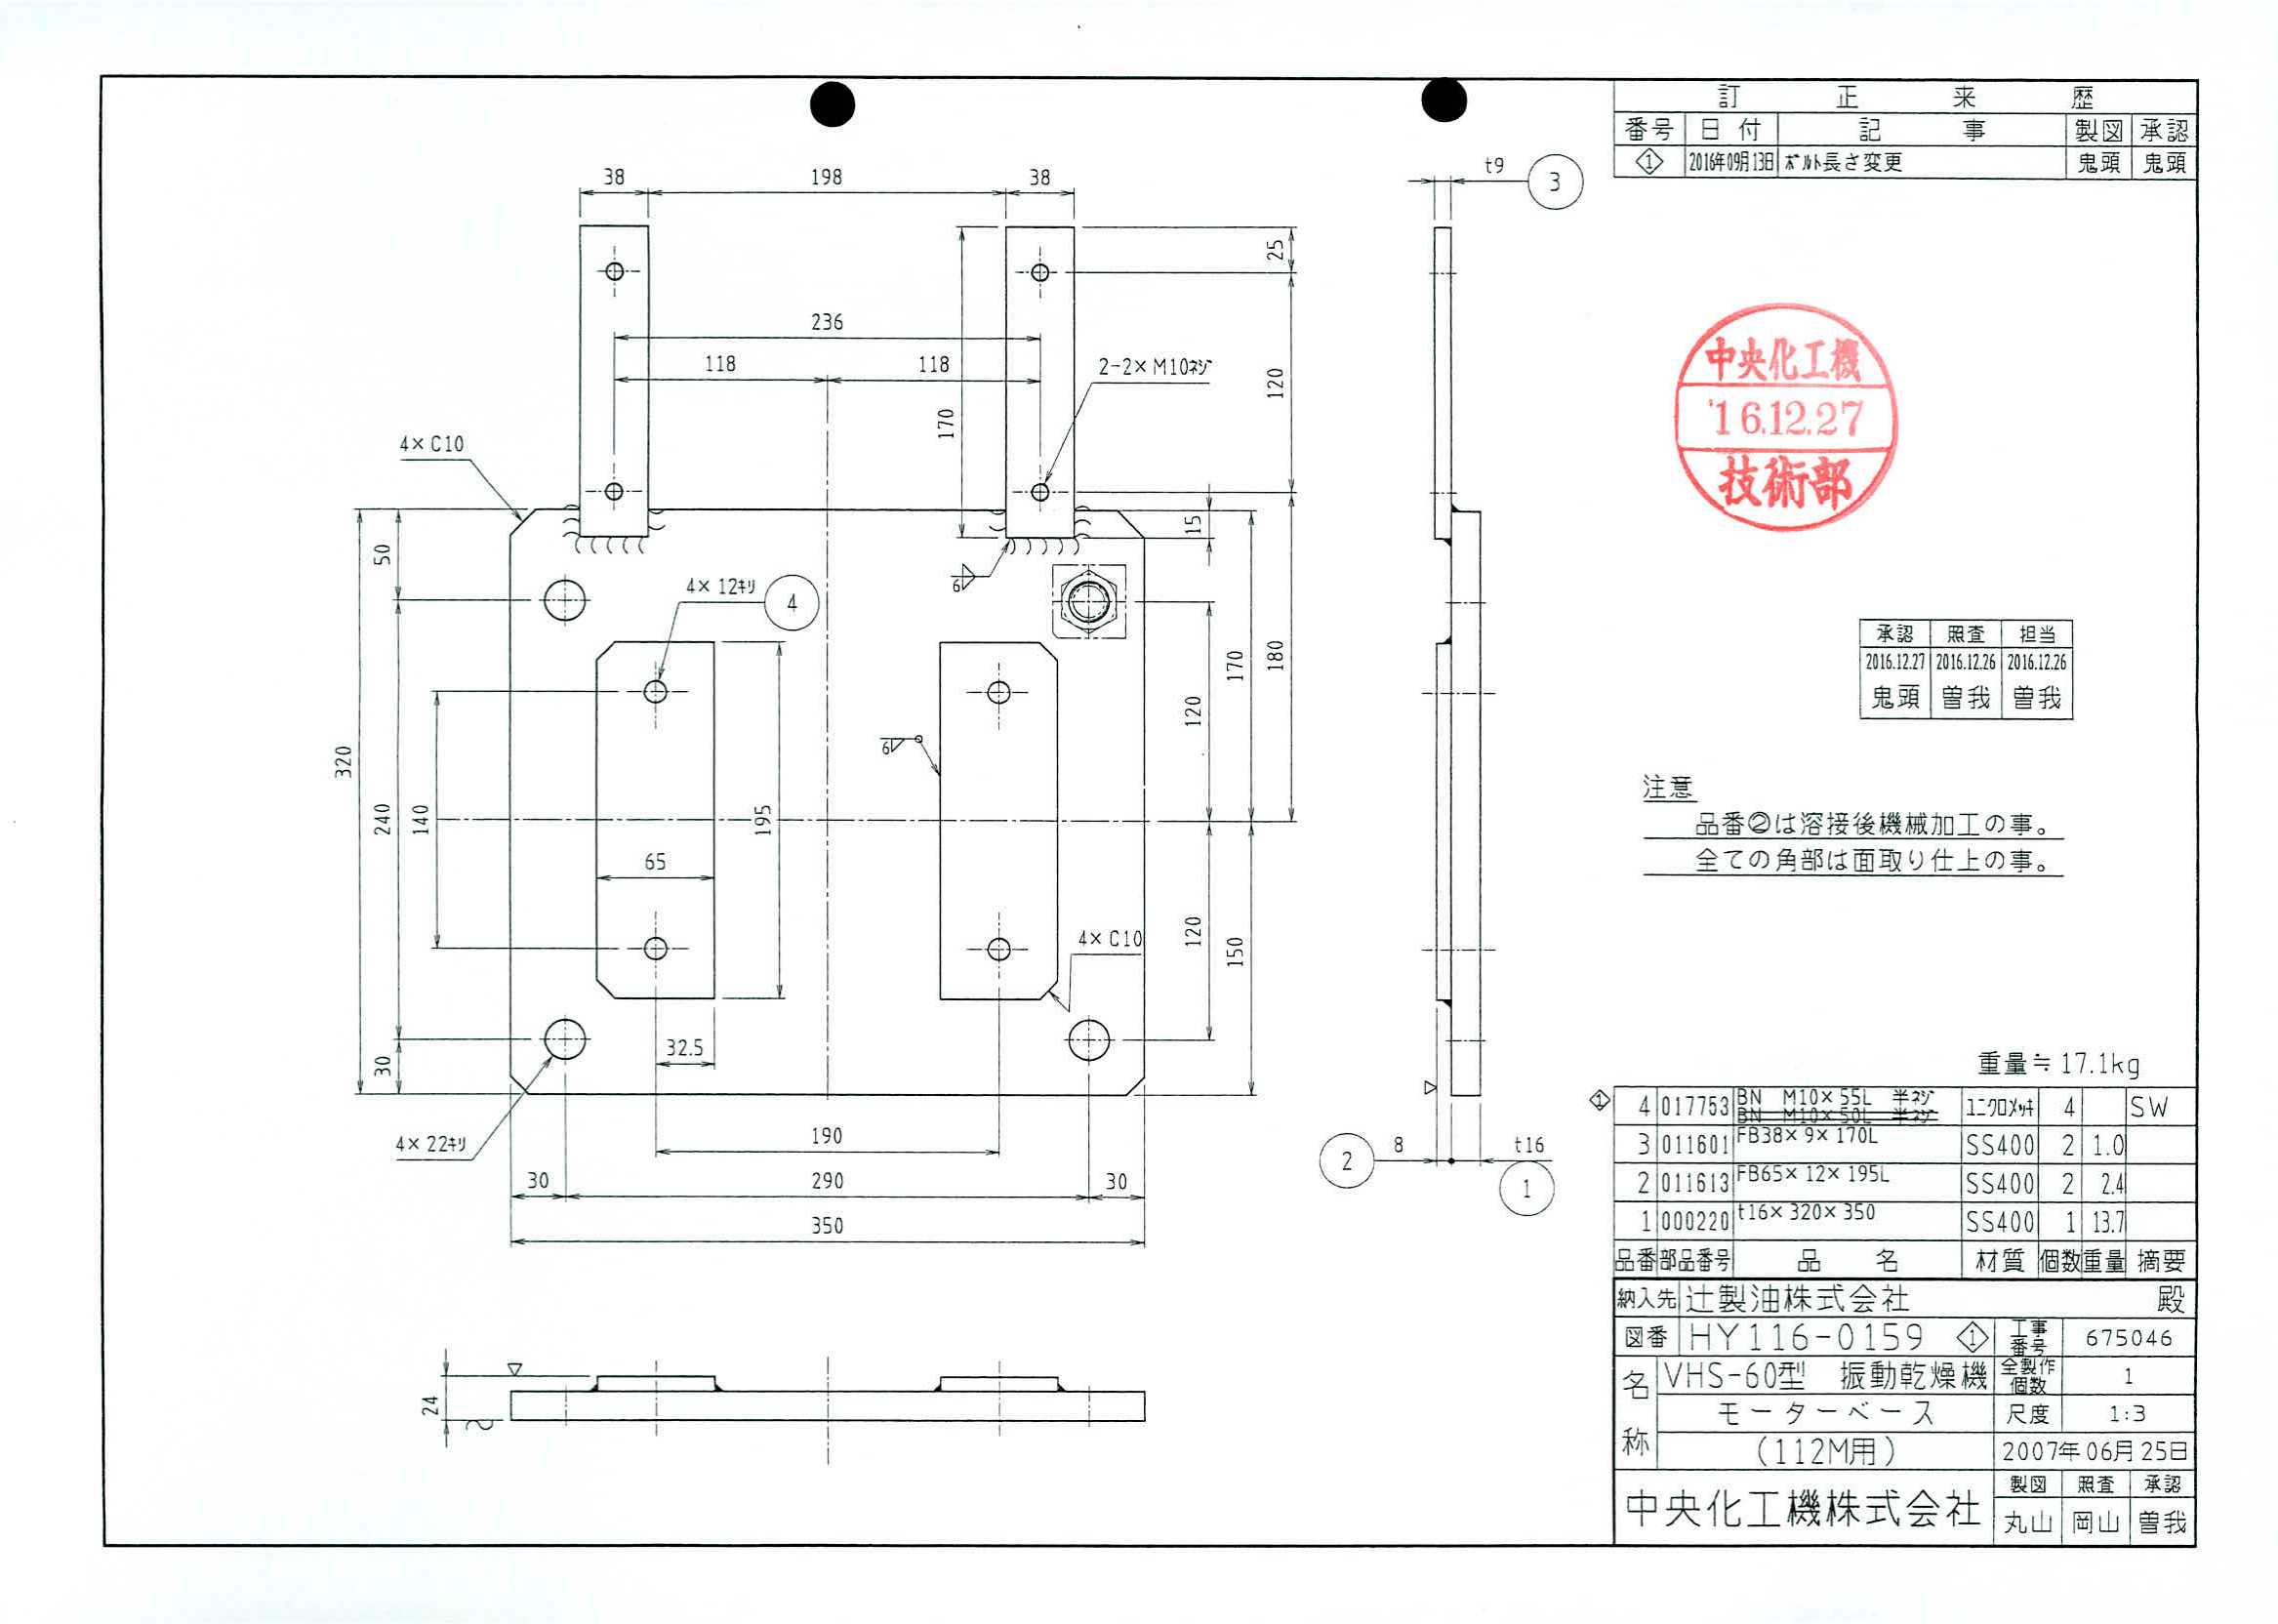 訂正来歴
番号 日付 記事 製図 承認
1 2016年09月13日 ボルト長さ変更 鬼頭 鬼頭
38 198 38
t9 3
25
236
118 118
2-2×M10ネジ
120
170
4×C10
15
50
6
4×12キリ 4
170 180
120
6
320 240 140 195
65
120 150
4×C10
30
32.5
4×22キリ
190
30 290 30
350
8 t16
2 1
24
中央化工機
'16.12.27
技術部
承認 照査 担当
2016.12.27 2016.12.26 2016.12.26
鬼頭 曽我 曽我
注意
品番②は溶接後機械加工の事。
全ての角部は面取り仕上の事。
重量≒17.1kg
1 4 017753 BN M10×55L 半ネジ ユニクロメッキ 4 SW
BN M10×50L 半ネジ
3 011601 FB38×9×170L SS400 2 1.0
2 011613 FB65×12×195L SS400 2 2.4
1 000220 t16×320×350 SS400 1 13.7
品番 部品番号 品名 材質 個数 重量 摘要
納入先 辻製油株式会社 殿
図番 HY116-0159 1 工事番号 675046
名称 VHS-60型 振動乾燥機 全製作個数 1
モーターベース 尺度 1:3
(112M用) 2007年06月25日
中央化工機株式会社 製図 照査 承認
丸山 岡山 曽我